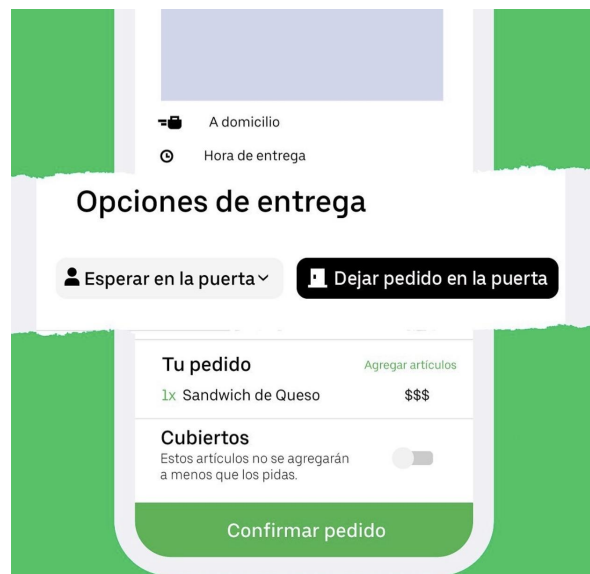 A domicilio
Hora de entrega
Opciones de entrega
Esperar en la puerta
Dejar pedido en la puerta
Tu pedido
Agregar artículos
1x Sandwich de Queso
$$$
Cubiertos
Estos artículos no se agregarán
a menos que los pidas.
Confirmar pedido